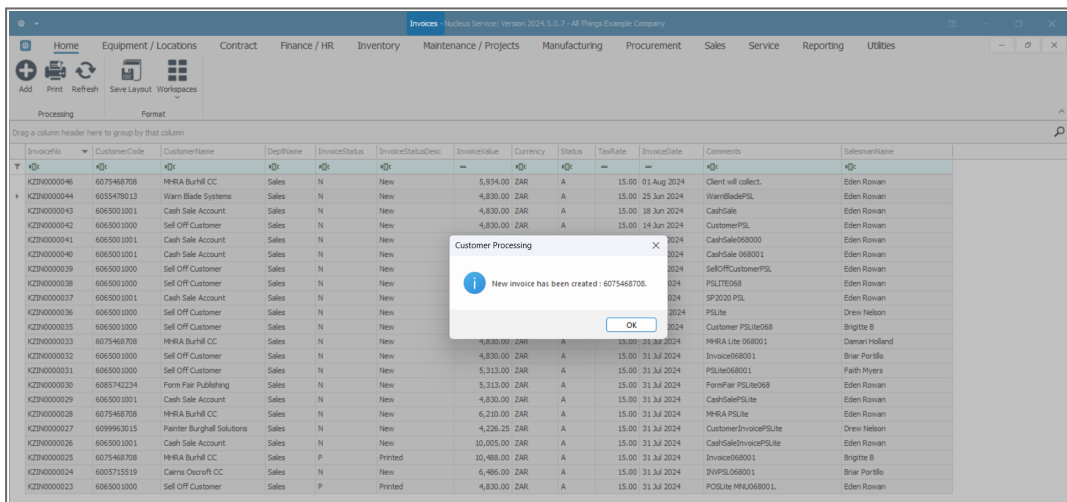 Invoices - Nucleus Service: Version 2024.5.0.7 - All Things Example Company
Home Equipment / Locations Contract Finance / HR Inventory Maintenance / Projects Manufacturing Procurement Sales Service Reporting Utilities
Add Print Refresh Save Layout Workspaces
Processing Format
Drag a column header here to group by that column
InvoiceNo CustomerCode CustomerName DeptName InvoiceStatus InvoiceStatusDesc InvoiceValue Currency Status TaxRate InvoiceDate Comments SalesmanName
KZIN0000046 6075468708 MHRA Burhill CC Sales N New 5,934.00 ZAR A 15.00 01 Aug 2024 Client will collect. Eden Rowan
KZIN0000044 6055478013 Warn Blade Systems Sales N New 4,830.00 ZAR A 15.00 25 Jun 2024 WarnBladePSL Eden Rowan
KZIN0000043 6065001001 Cash Sale Account Sales N New 4,830.00 ZAR A 15.00 18 Jun 2024 CashSale Eden Rowan
KZIN0000042 6065001000 Sell Off Customer Sales N New 4,830.00 ZAR A 15.00 14 Jun 2024 CustomerPSL Eden Rowan
KZIN0000041 6065001001 Cash Sale Account Sales N New 2024 CashSale068000 Eden Rowan
KZIN0000040 6065001001 Cash Sale Account Sales N New 2024 CashSale 068001 Eden Rowan
KZIN0000039 6065001000 Sell Off Customer Sales N New 2024 SellOffCustomerPSL Eden Rowan
KZIN0000038 6065001000 Sell Off Customer Sales N New 2024 PSLITE068 Eden Rowan
KZIN0000037 6065001001 Cash Sale Account Sales N New 2024 SP2020 PSL Eden Rowan
KZIN0000036 6065001000 Sell Off Customer Sales N New 2024 PSLite Drew Nelson
KZIN0000035 6065001000 Sell Off Customer Sales N New 2024 Customer PSLite068 Brigitte B
Customer Processing
New invoice has been created : 6075468708.
OK
KZIN0000033 6075468708 MHRA Burhill CC Sales N New 4,830.00 ZAR A 15.00 31 Jul 2024 MHRA Lite 068001 Damari Holland
KZIN0000032 6065001000 Sell Off Customer Sales N New 4,830.00 ZAR A 15.00 31 Jul 2024 Invoice068001 Briar Portillo
KZIN0000031 6065001000 Sell Off Customer Sales N New 5,313.00 ZAR A 15.00 31 Jul 2024 PSLite068001 Faith Myers
KZIN0000030 6085742234 Form Fair Publishing Sales N New 5,313.00 ZAR A 15.00 31 Jul 2024 FormFair PSLite068 Eden Rowan
KZIN0000029 6065001001 Cash Sale Account Sales N New 4,830.00 ZAR A 15.00 31 Jul 2024 CashSalePSLite Eden Rowan
KZIN0000028 6075468708 MHRA Burhill CC Sales N New 6,210.00 ZAR A 15.00 31 Jul 2024 MHRA PSLite Eden Rowan
KZIN0000027 6099963015 Painter Burghall Solutions Sales N New 4,226.25 ZAR A 15.00 31 Jul 2024 CustomerInvoicePSLite Drew Nelson
KZIN0000026 6065001001 Cash Sale Account Sales N New 10,005.00 ZAR A 15.00 31 Jul 2024 CashSaleInvoicePSLite Eden Rowan
KZIN0000025 6075468708 MHRA Burhill CC Sales P Printed 10,488.00 ZAR A 15.00 31 Jul 2024 Invoice068001 Brigitte B
KZIN0000024 6005715519 Cairns Oscroft CC Sales N New 6,486.00 ZAR A 15.00 31 Jul 2024 INVPSL068001 Briar Portillo
KZIN0000023 6065001000 Sell Off Customer Sales P Printed 4,830.00 ZAR A 15.00 31 Jul 2024 POSLite MNU068001. Eden Rowan